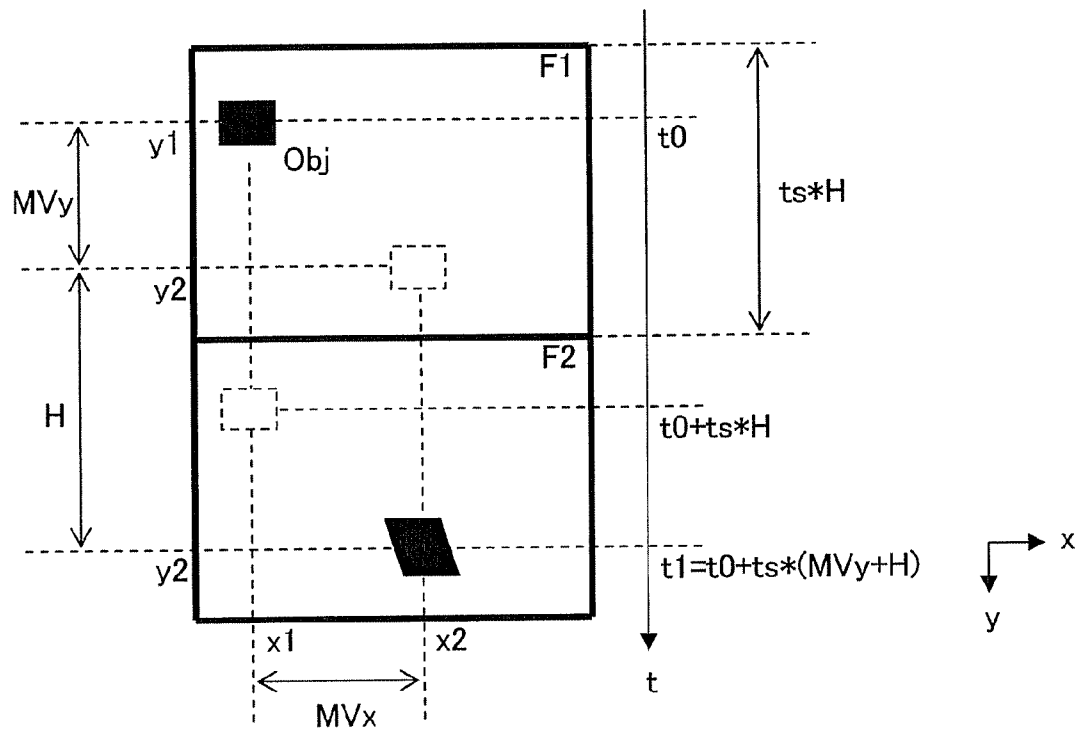 F1
y1
Obj
t0
MVy
ts*H
y2
F2
H
t0+ts*H
y2
t1=t0+ts*(MVy+H)
x
y
x1
x2
t
MVx